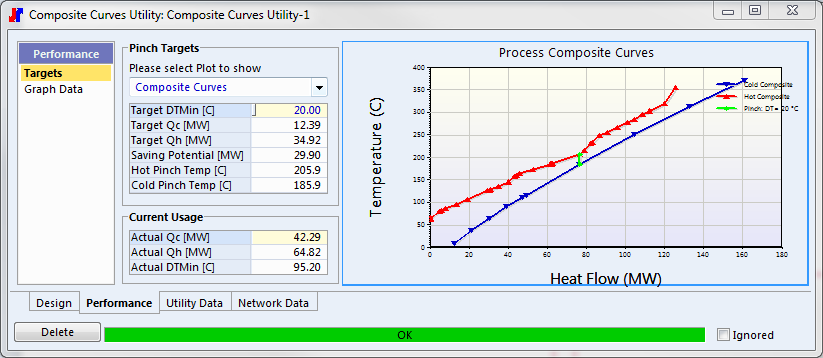 Composite Curves Utility: Composite Curves Utility-1
Performance
Targets
Graph Data
Pinch Targets
Please select Plot to show
Composite Curves
Target DTMin [C] 20.00
Target Qc [MW] 12.39
Target Qh [MW] 34.92
Saving Potential [MW] 29.90
Hot Pinch Temp [C] 205.9
Cold Pinch Temp [C] 185.9
Current Usage
Actual Qc [MW] 42.29
Actual Qh [MW] 64.82
Actual DTMin [C] 95.20
Process Composite Curves
Temperature (C)
400
350
300
250
200
150
100
50
0
Cold Composite
Hot Composite
Pinch: DT= 20 °C
0 20 40 60 80 100 120 140 160 180
Heat Flow (MW)
Design Performance Utility Data Network Data
Delete OK Ignored